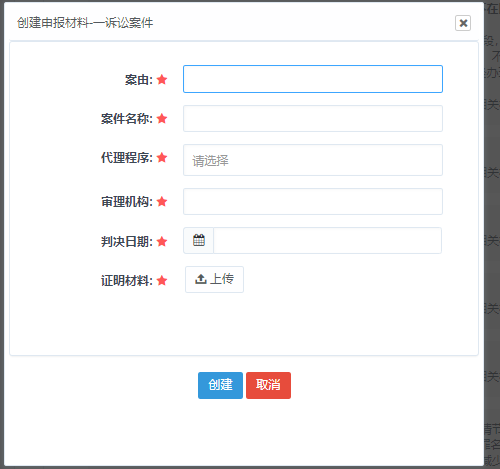 创建申报材料-一诉讼案件
案由:
案件名称:
代理程序: 请选择
审理机构:
判决日期:
证明材料: 上传
创建 取消